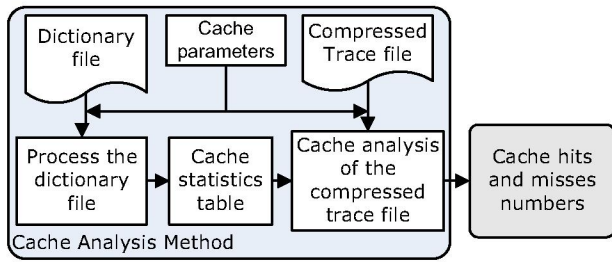 Dictionary
file
Cache
parameters
Compressed
Trace file
Process the
dictionary
file
Cache
statistics
table
Cache analysis
of the
compressed
trace file
Cache hits
and misses
numbers
Cache Analysis Method